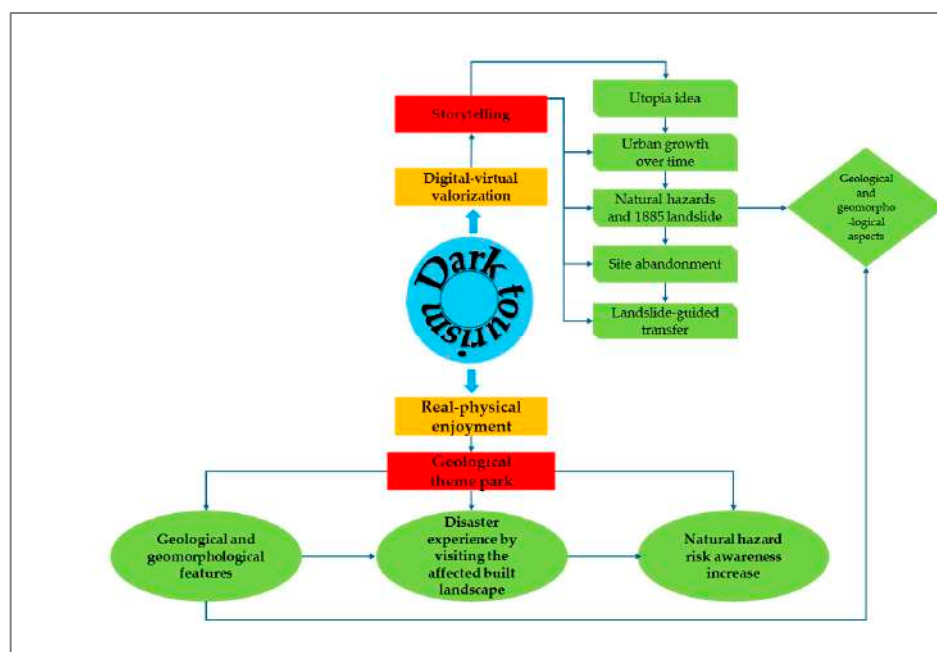 Utopia idea
Storytelling
Urban growth
over time
Digital-virtual
valorization
Natural hazards
and 1885 landslide
Geological
and
geomorpho
-logical
aspects
Site abandonment
Landslide-guided
transfer
Dark tourism
Real-physical
enjoyment
Geological
theme park
Geological and
geomorphological
features
Disaster
experience by
visiting the
affected built
landscape
Natural hazard
risk awareness
increase